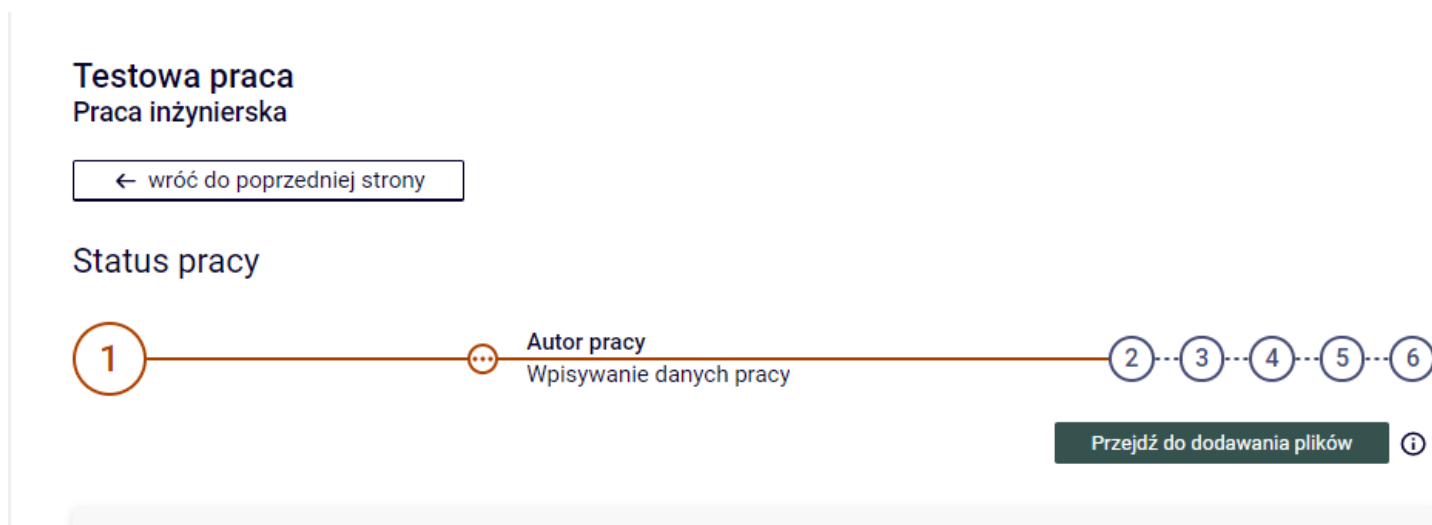 Testowa praca
Praca inżynierska
← wróć do poprzedniej strony
Status pracy
1
Autor pracy
Wpisywanie danych pracy
2 3 4 5 6
Przejdź do dodawania plików